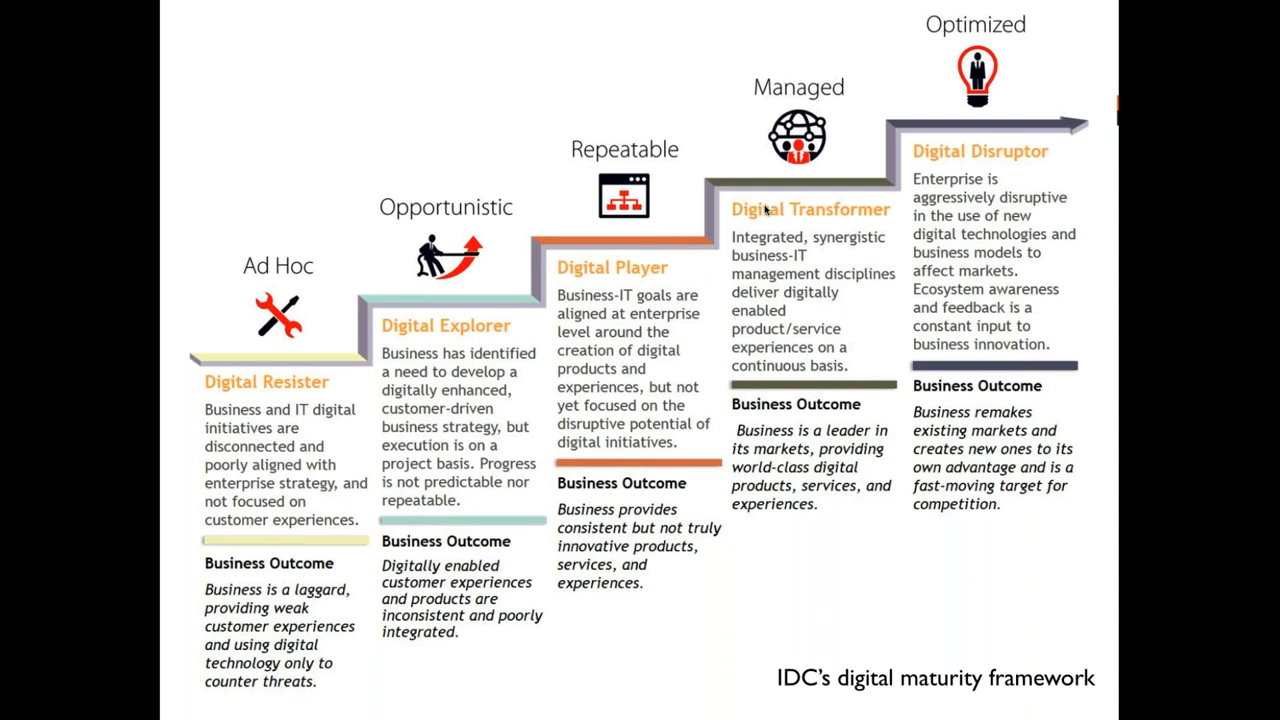 Ad Hoc
Digital Resister
Business and IT digital
initiatives are
disconnected and
poorly aligned with
enterprise strategy, and
not focused on
customer experiences.
Business Outcome
Business is a laggard,
providing weak
customer experiences
and using digital
technology only to
counter threats.
Opportunistic
Digital Explorer
Business has identified
a need to develop a
digitally enhanced,
customer-driven
business strategy, but
execution is on a
project basis. Progress
is not predictable nor
repeatable.
Business Outcome
Digitally enabled
customer experiences
and products are
inconsistent and poorly
integrated.
Repeatable
Digital Player
Business-IT goals are
aligned at enterprise
level around the
creation of digital
products and
experiences, but not
yet focused on the
disruptive potential of
digital initiatives.
Business Outcome
Business provides
consistent but not truly
innovative products,
services, and
experiences.
Managed
Digital Transformer
Integrated, synergistic
business-IT
management disciplines
deliver digitally
enabled
product/service
experiences on a
continuous basis.
Business Outcome
Business is a leader in
its markets, providing
world-class digital
products, services, and
experiences.
Optimized
Digital Disruptor
Enterprise is
aggressively disruptive
in the use of new
digital technologies and
business models to
affect markets.
Ecosystem awareness
and feedback is a
constant input to
business innovation.
Business Outcome
Business remakes
existing markets and
creates new ones to its
own advantage and is a
fast-moving target for
competition.
IDC's digital maturity framework